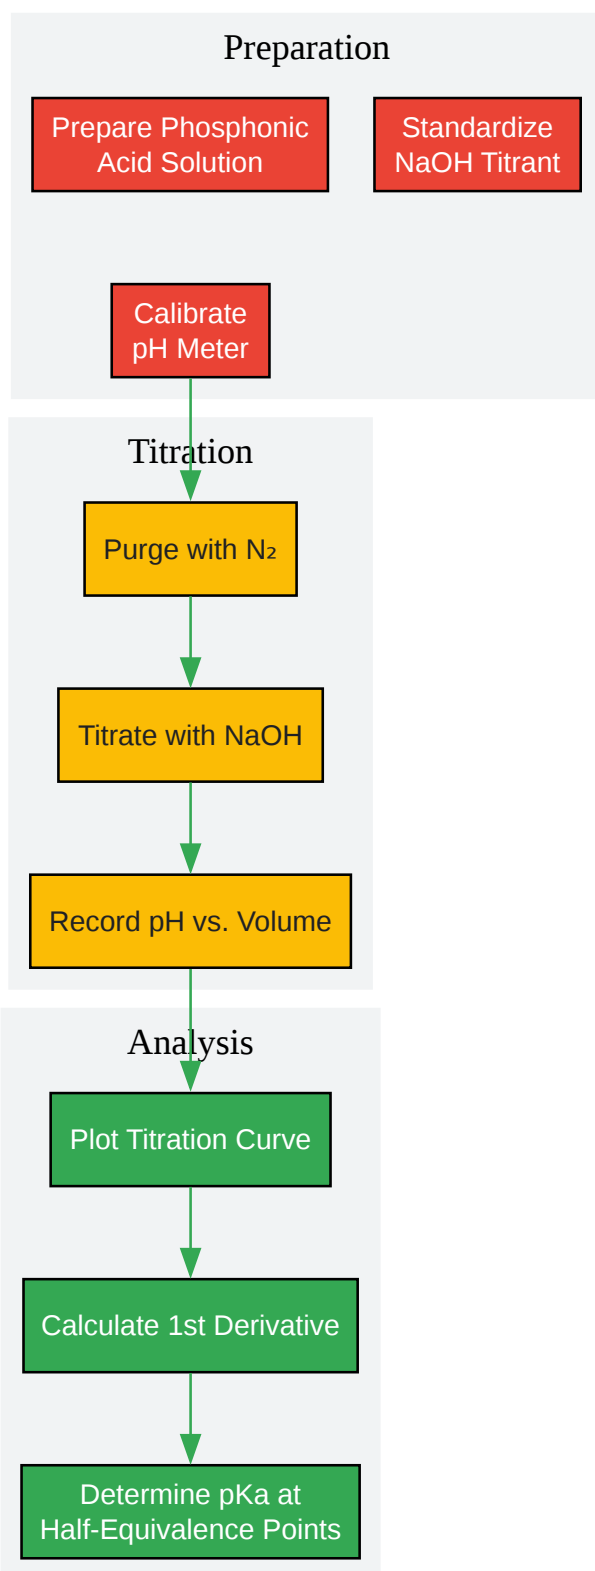 Preparation
Prepare Phosphonic
Acid Solution
Standardize
NaOH Titrant
Calibrate
pH Meter
Titration
Purge with N₂
Titrate with NaOH
Record pH vs. Volume
Analysis
Plot Titration Curve
Calculate 1st Derivative
Determine pKa at
Half-Equivalence Points